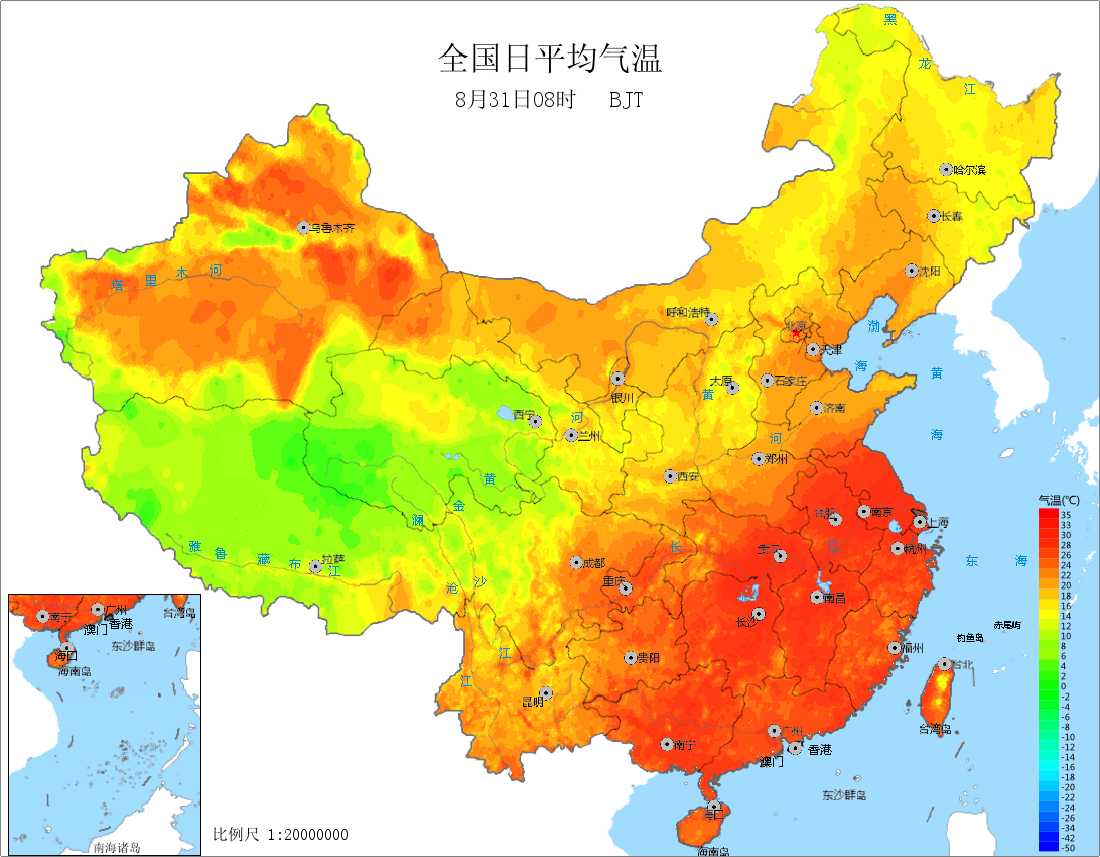 全国日平均气温
8月31日08时 BJT
黑
龙
江
哈尔滨
长春
沈阳
乌鲁木齐
塔 里 木 河
呼和浩特
北京
天津
渤
海
黄
海
太原
石家庄
黄
银川
济南
西宁
河
兰州
河
郑州
西安
黄
金
澜
南京
上海
杭州
长
东 海
雅 鲁 藏 布 江
拉萨
成都
重庆
沧 沙
南昌
长沙
赤尾屿
钓鱼岛
福州
台北
贵阳
江
江
昆明
台湾岛
广州
香港
澳门
南宁
东沙群岛
海口
海南岛
气温(℃)
35
33
30
28
26
24
22
20
18
16
14
12
10
8
6
4
2
0
-2
-4
-6
-8
-10
-12
-14
-16
-18
-20
-22
-24
-26
-34
-42
-50
南宁
广州
台湾岛
澳门
香港
东沙群岛
海口
海南岛
南海诸岛
比例尺 1:20000000